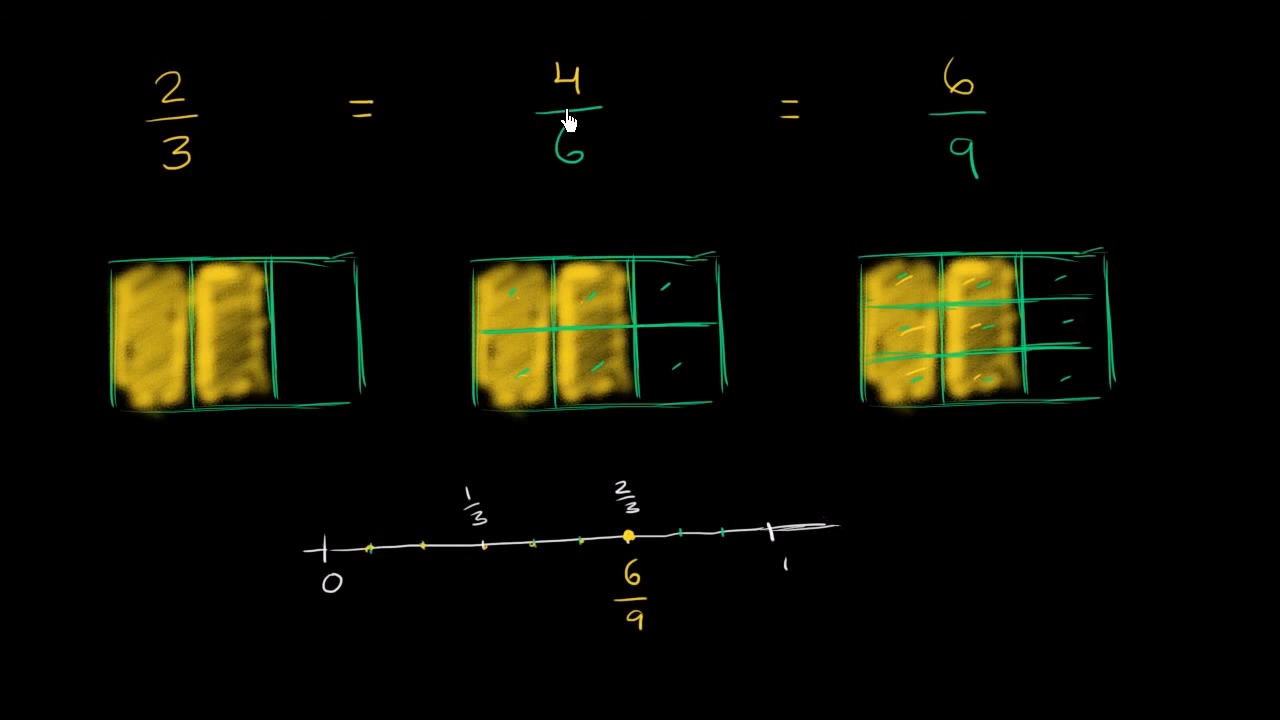 2/3 = 4/6 = 6/9
1/3 2/3
0 1
6/9